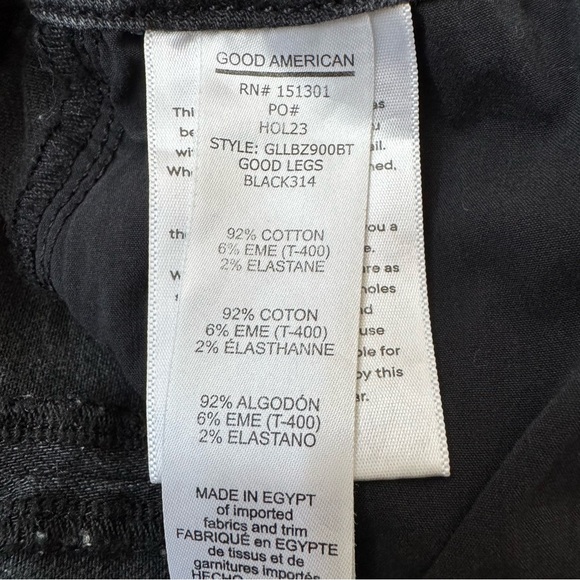 GOOD AMERICAN
RN# 151301
PO#
HOL23
STYLE: GLLBZ900BT
GOOD LEGS
BLACK314
92% COTTON
6% EME (T-400)
2% ELASTANE
92% COTON
6% EME (T-400)
2% ÉLASTHANNE
92% ALGODÓN
6% EME (T-400)
2% ELASTANO
MADE IN EGYPT
of imported
fabrics and trim
FABRIQUÉ en EGYPTE
de tissus et de
garnitures importés
HECHO